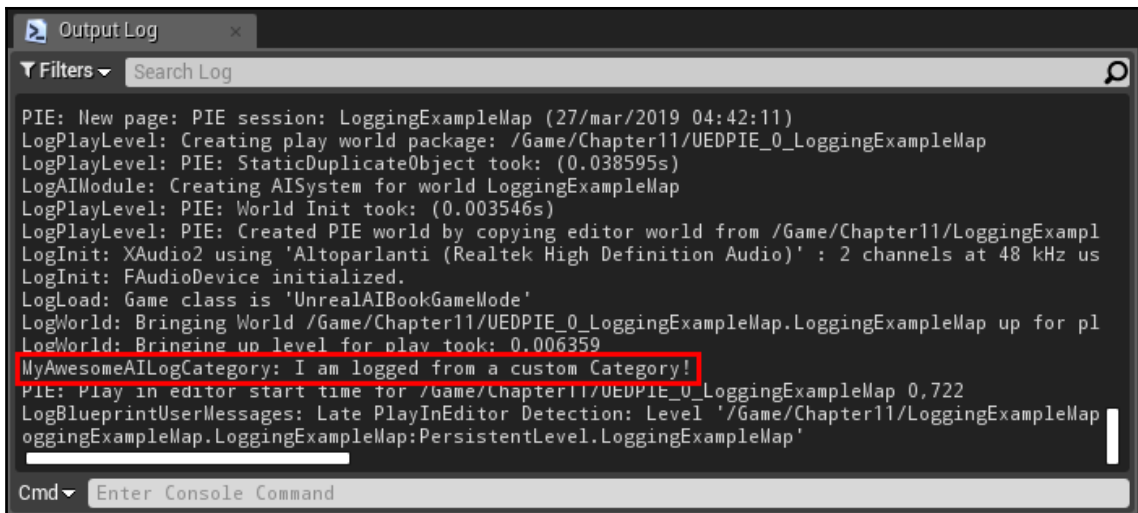 Output Log
Filters
Search Log
PIE: New page: PIE session: LoggingExampleMap (27/mar/2019 04:42:11)
LogPlayLevel: Creating play world package: /Game/Chapter11/UEDPIE_0_LoggingExampleMap
LogPlayLevel: PIE: StaticDuplicateObject took: (0.038595s)
LogAIModule: Creating AISystem for world LoggingExampleMap
LogPlayLevel: PIE: World Init took: (0.003546s)
LogPlayLevel: PIE: Created PIE world by copying editor world from /Game/Chapter11/LoggingExampl
LogInit: XAudio2 using 'Altoparlanti (Realtek High Definition Audio)' : 2 channels at 48 kHz us
LogInit: FAudioDevice initialized.
LogLoad: Game class is 'UnrealAIBookGameMode'
LogWorld: Bringing World /Game/Chapter11/UEDPIE_0_LoggingExampleMap.LoggingExampleMap up for pl
LogWorld: Bringing up level for play took: 0.006359
MyAwesomeAILogCategory: I am logged from a custom Category!
PIE: Play in editor start time for /Game/Chapter11/UEDPIE_0_LoggingExampleMap 0,722
LogBlueprintUserMessages: Late PlayInEditor Detection: Level '/Game/Chapter11/LoggingExampleMap
oggingExampleMap.LoggingExampleMap:PersistentLevel.LoggingExampleMap'
Cmd
Enter Console Command